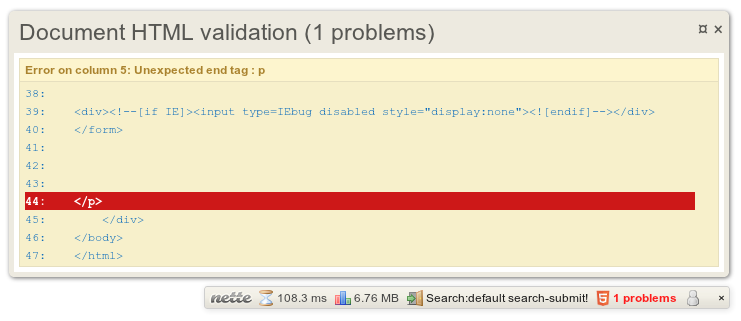 Document HTML validation (1 problems) ¤ ×
Error on column 5: Unexpected end tag : p
38:
39:    <div><!--[if IE]><input type=IEbug disabled style="display:none"><![endif]--></div>
40:    </form>
41:
42:
43:
44:    </p>
45:        </div>
46:    </body>
47:    </html>
nette 108.3 ms 6.76 MB Search:default search-submit! 1 problems ×